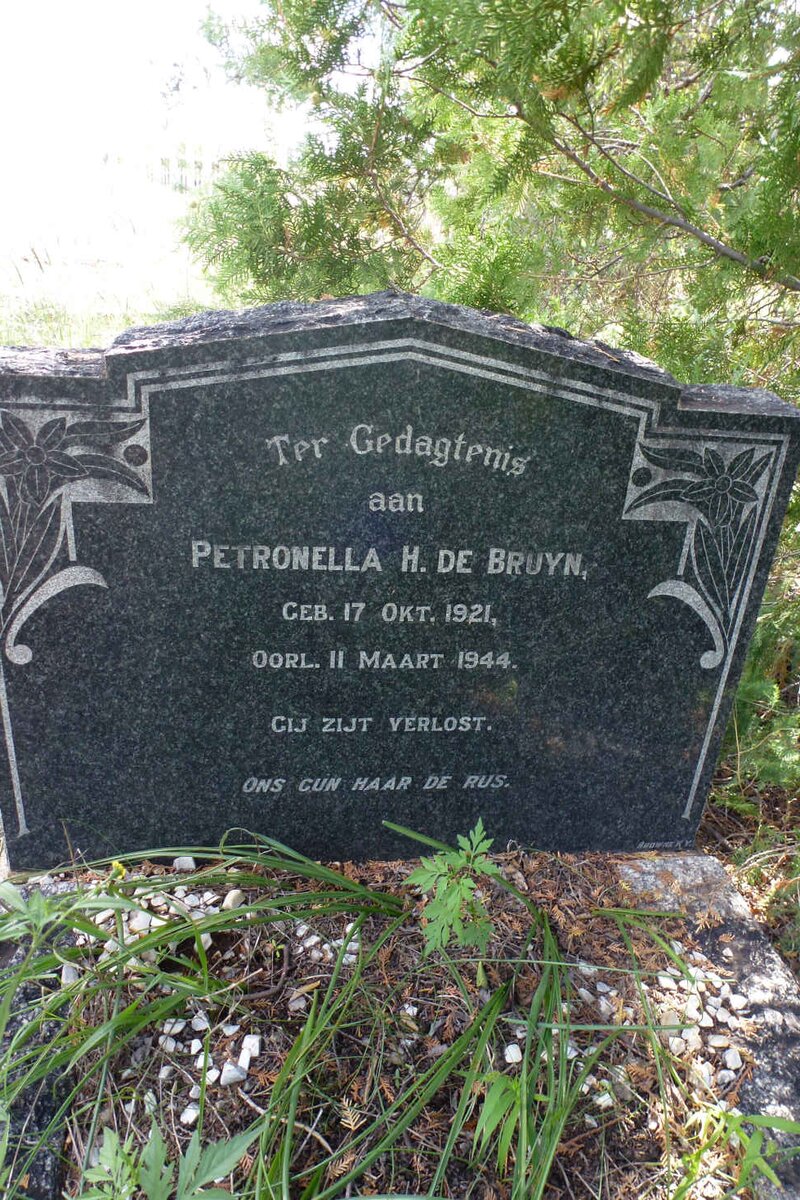 Ter Gedagtenis
aan
PETRONELLA H. DE BRUYN,
GEB. 17 OKT. 1921,
OORL. 11 MAART 1944.
GIJ ZIJT VERLOST.
ONS GUN HAAR DE RUS.